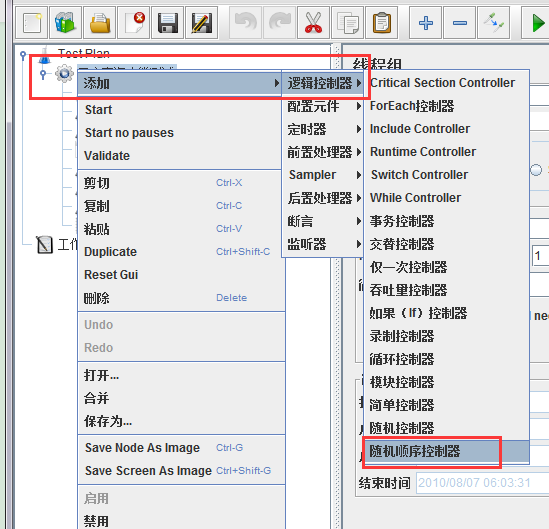 Test Plan
线程组
添加
Start
Start no pauses
Validate
剪切 Ctrl-X
复制 Ctrl-C
粘贴 Ctrl-V
Duplicate Ctrl+Shift-C
Reset Gui
删除 Delete
Undo
Redo
打开...
合并
保存为...
Save Node As Image Ctrl-G
Save Screen As Image Ctrl+Shift-G
启用
禁用
逻辑控制器
配置元件
定时器
前置处理器
Sampler
后置处理器
断言
监听器
Critical Section Controller
ForEach控制器
Include Controller
Runtime Controller
Switch Controller
While Controller
事务控制器
交替控制器
仅一次控制器
吞吐量控制器
如果（If）控制器
录制控制器
循环控制器
模块控制器
简单控制器
随机控制器
随机顺序控制器
工作
1
nee
结束时间 2010/08/07 06:03:31